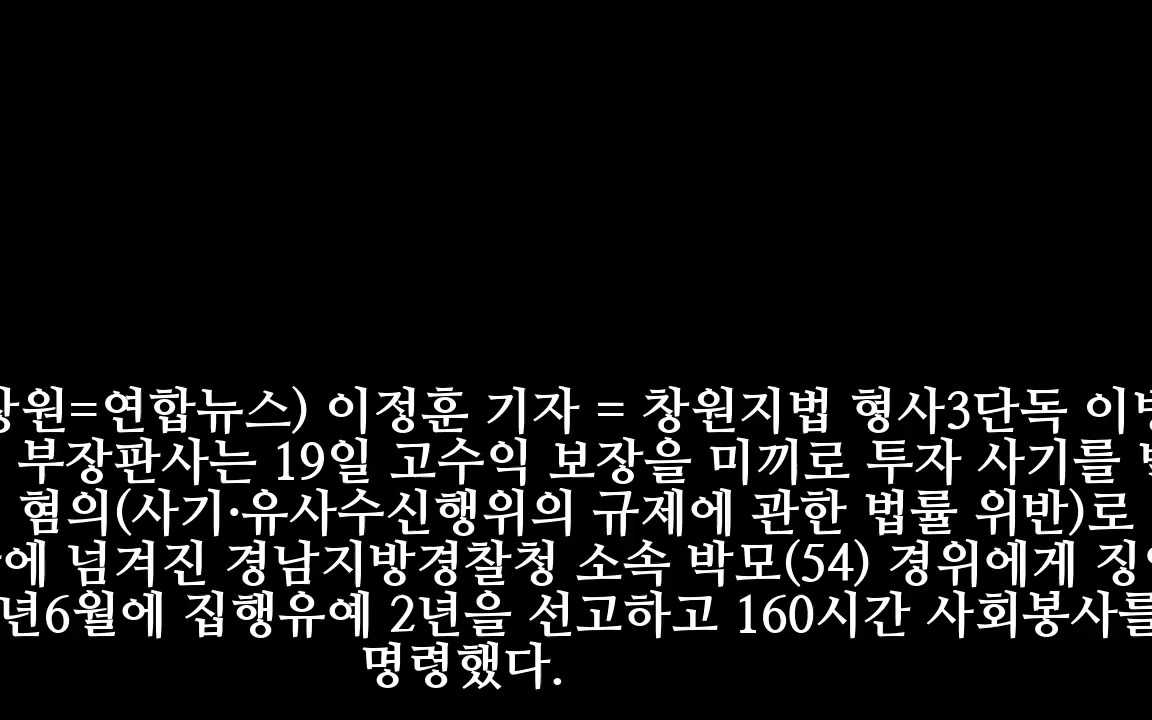 창원=연합뉴스) 이정훈 기자 = 창원지법 형사3단독
부장판사는 19일 고수익 보장을 미끼로 투자 사기를
혐의(사기·유사수신행위의 규제에 관한 법률 위반)로
에 넘겨진 경남지방경찰청 소속 박모(54) 경위에게
년6월에 집행유예 2년을 선고하고 160시간 사회봉사를
명령했다.